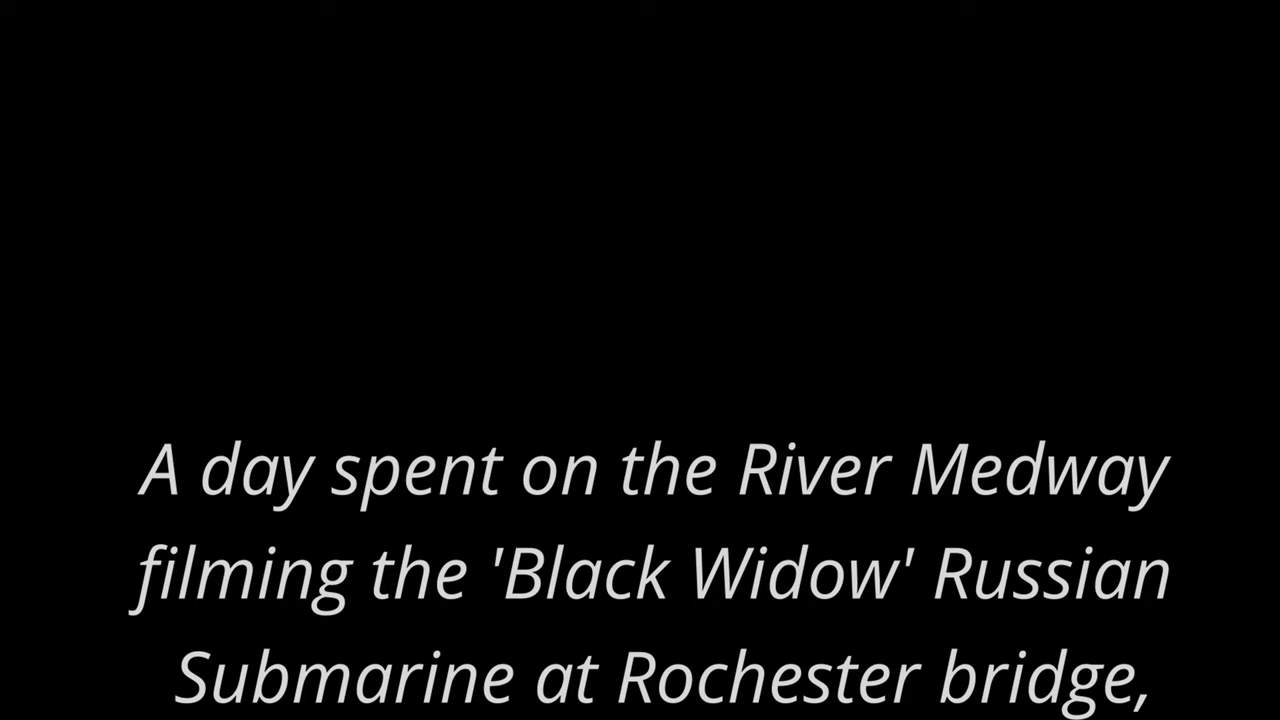 A day spent on the River Medway
filming the 'Black Widow' Russian
Submarine at Rochester bridge,